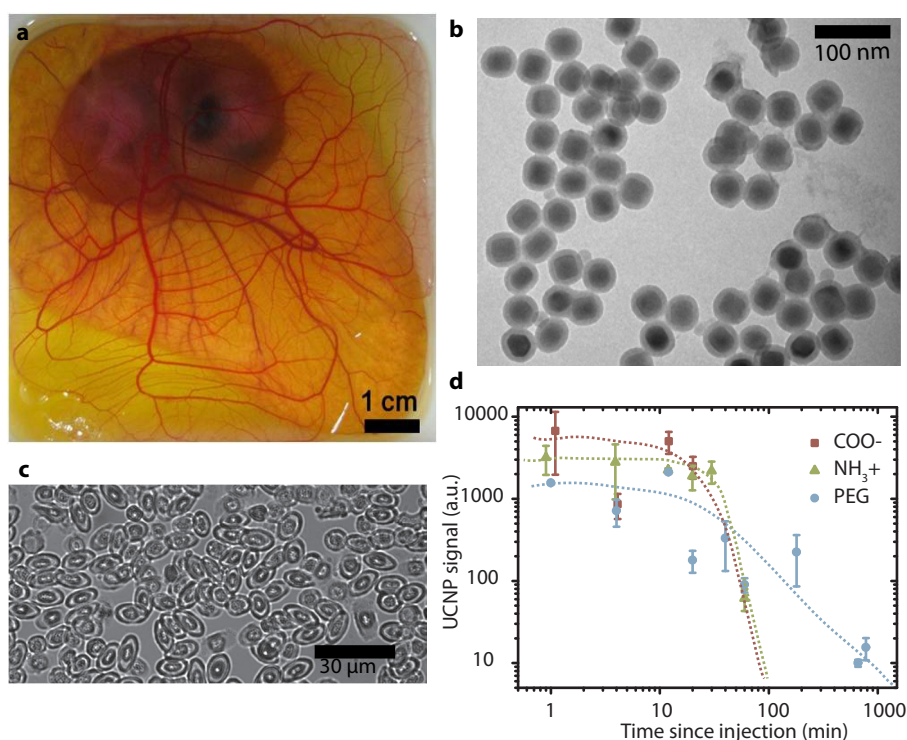 a
1 cm
b
100 nm
c
30 µm
d
UCNP signal (a.u.)
10000
1000
100
10
COO-
NH₃+
PEG
1
10
100
1000
Time since injection (min)